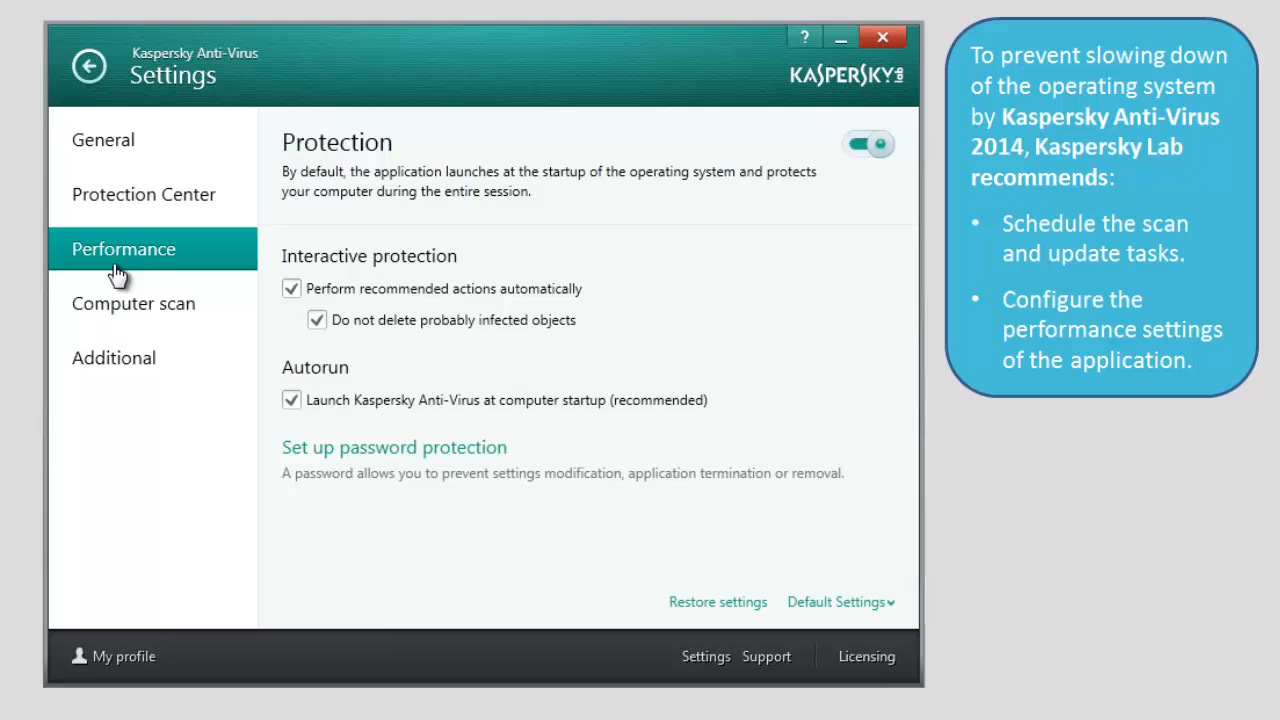 Kaspersky Anti-Virus
Settings
?
KASPERSKY lab
General
Protection Center
Performance
Computer scan
Additional
Protection
By default, the application launches at the startup of the operating system and protects
your computer during the entire session.
Interactive protection
Perform recommended actions automatically
Do not delete probably infected objects
Autorun
Launch Kaspersky Anti-Virus at computer startup (recommended)
Set up password protection
A password allows you to prevent settings modification, application termination or removal.
Restore settings Default Settings
My profile
Settings Support Licensing
To prevent slowing down
of the operating system
by Kaspersky Anti-Virus
2014, Kaspersky Lab
recommends:
• Schedule the scan
and update tasks.
• Configure the
performance settings
of the application.